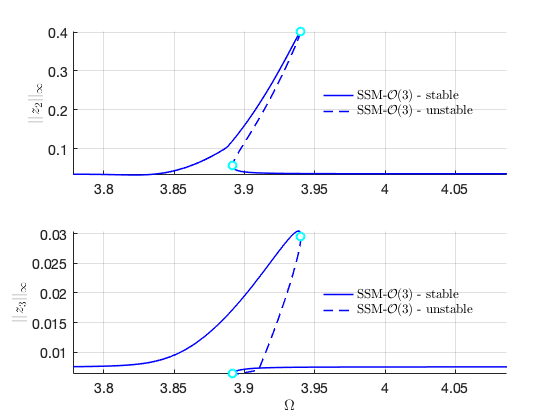 0.4
0.3
0.2
0.1
||z₂||∞
SSM-𝒪(3) - stable
SSM-𝒪(3) - unstable
3.8 3.85 3.9 3.95 4 4.05
0.03
0.025
0.02
0.015
0.01
||z₃||∞
SSM-𝒪(3) - stable
SSM-𝒪(3) - unstable
3.8 3.85 3.9 3.95 4 4.05
Ω